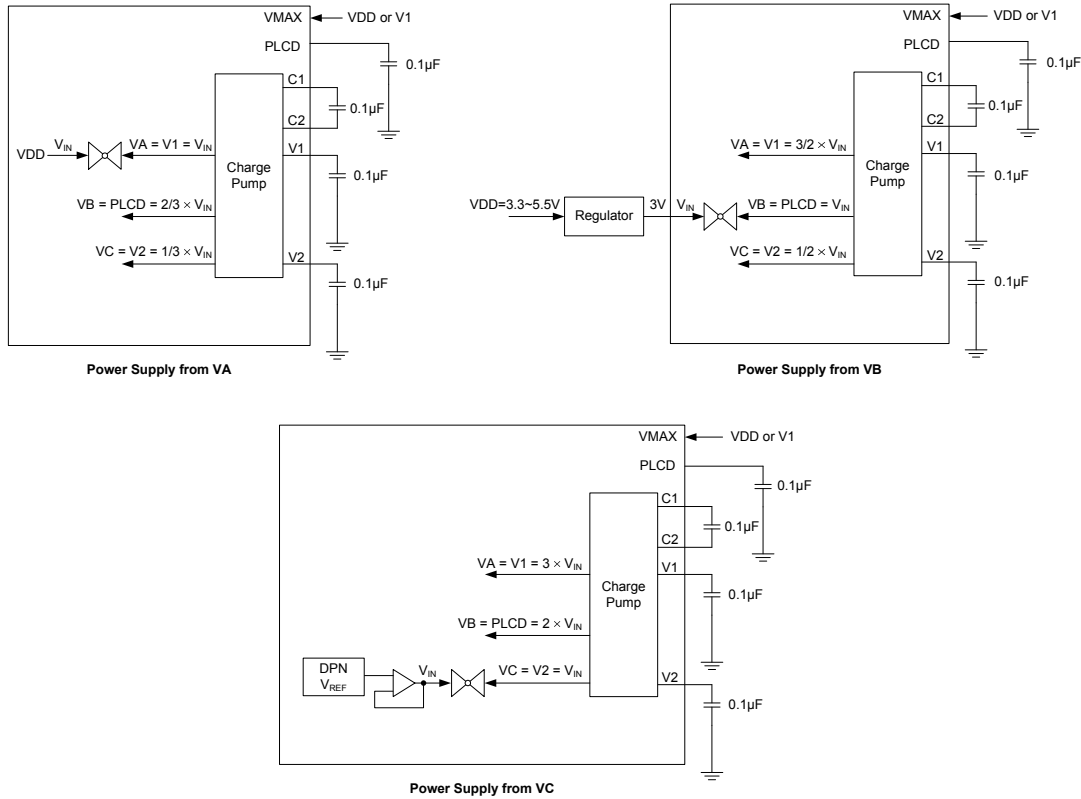 VMAX
VDD or V1
PLCD
0.1μF
C1
0.1μF
C2
VDD
VIN
VA = V1 = VIN
V1
Charge
Pump
0.1μF
VB = PLCD = 2/3 × VIN
VC = V2 = 1/3 × VIN
V2
0.1μF
Power Supply from VA
VMAX
VDD or V1
PLCD
0.1μF
C1
0.1μF
C2
VA = V1 = 3/2 × VIN
V1
Charge
Pump
0.1μF
VDD=3.3~5.5V
Regulator
3V
VIN
VB = PLCD = VIN
VC = V2 = 1/2 × VIN
V2
0.1μF
Power Supply from VB
VMAX
VDD or V1
PLCD
0.1μF
C1
0.1μF
C2
VA = V1 = 3 × VIN
V1
Charge
Pump
0.1μF
VB = PLCD = 2 × VIN
DPN
VREF
VIN
VC = V2 = VIN
V2
0.1μF
Power Supply from VC